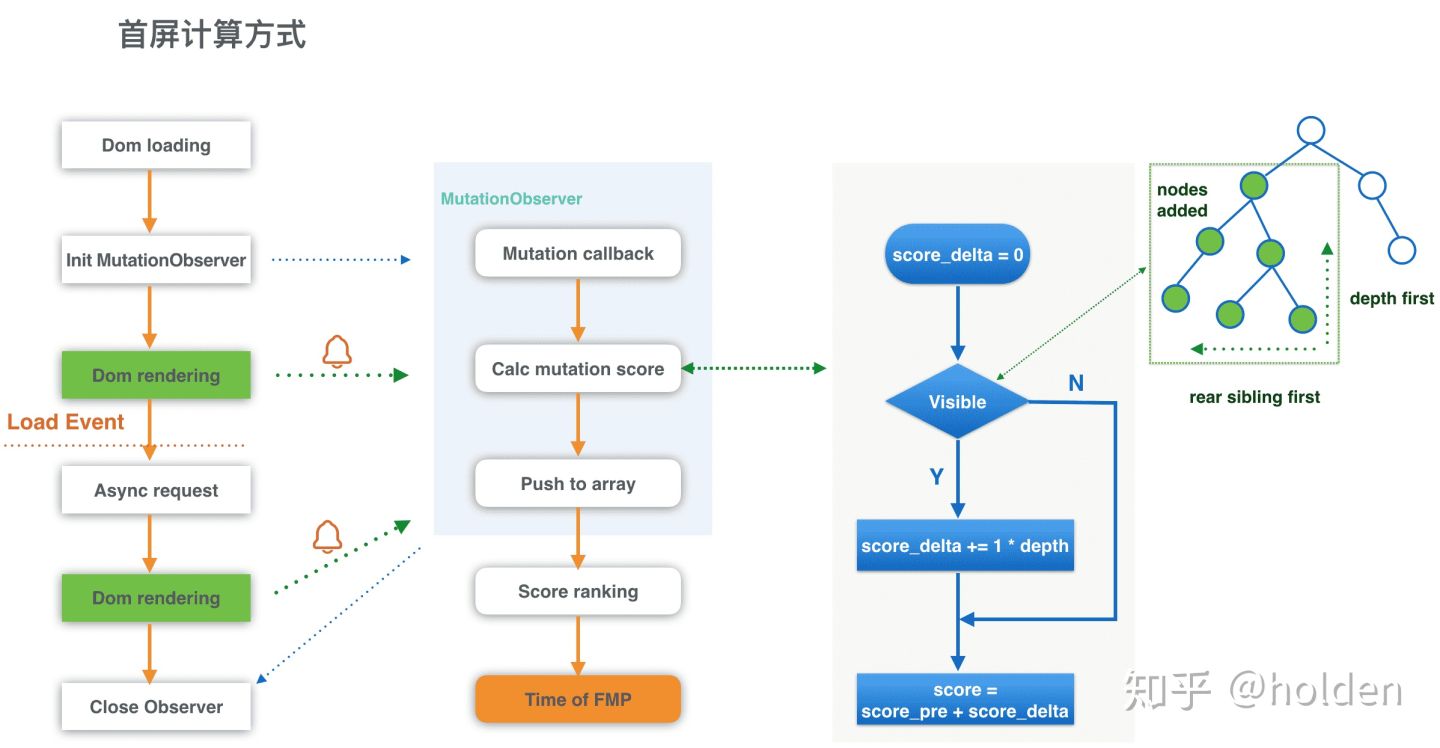 首屏计算方式
Dom loading
Init MutationObserver
Dom rendering
Load Event
Async request
Dom rendering
Close Observer
MutationObserver
Mutation callback
Calc mutation score
Push to array
Score ranking
Time of FMP
score_delta = 0
Visible
N
Y
score_delta += 1 * depth
score =
score_pre + score_delta
nodes
added
depth first
rear sibling first
知乎 @holden